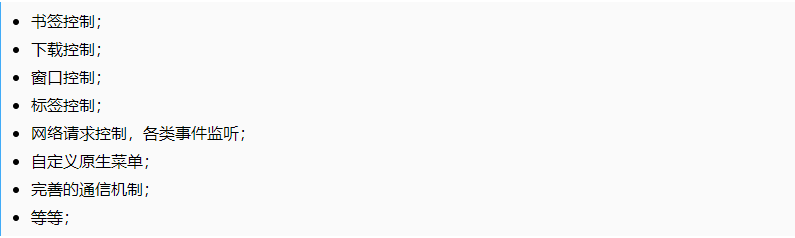 书签控制；
下载控制；
窗口控制；
标签控制；
网络请求控制，各类事件监听；
自定义原生菜单；
完善的通信机制；
等等；